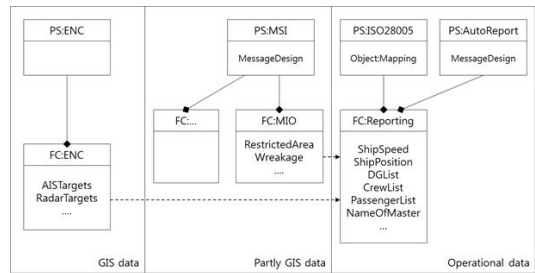 PS:ENC
PS:MSI
MessageDesign
PS:ISO28005
Object:Mapping
PS:AutoReport
MessageDesign
FC:ENC
AISTargets
RadarTargets
....
FC:...
FC:MIO
RestrictedArea
Wreakage
....
FC:Reporting
ShipSpeed
ShipPosition
DGList
CrewList
PassengerList
NameOfMaster
...
GIS data
Partly GIS data
Operational data